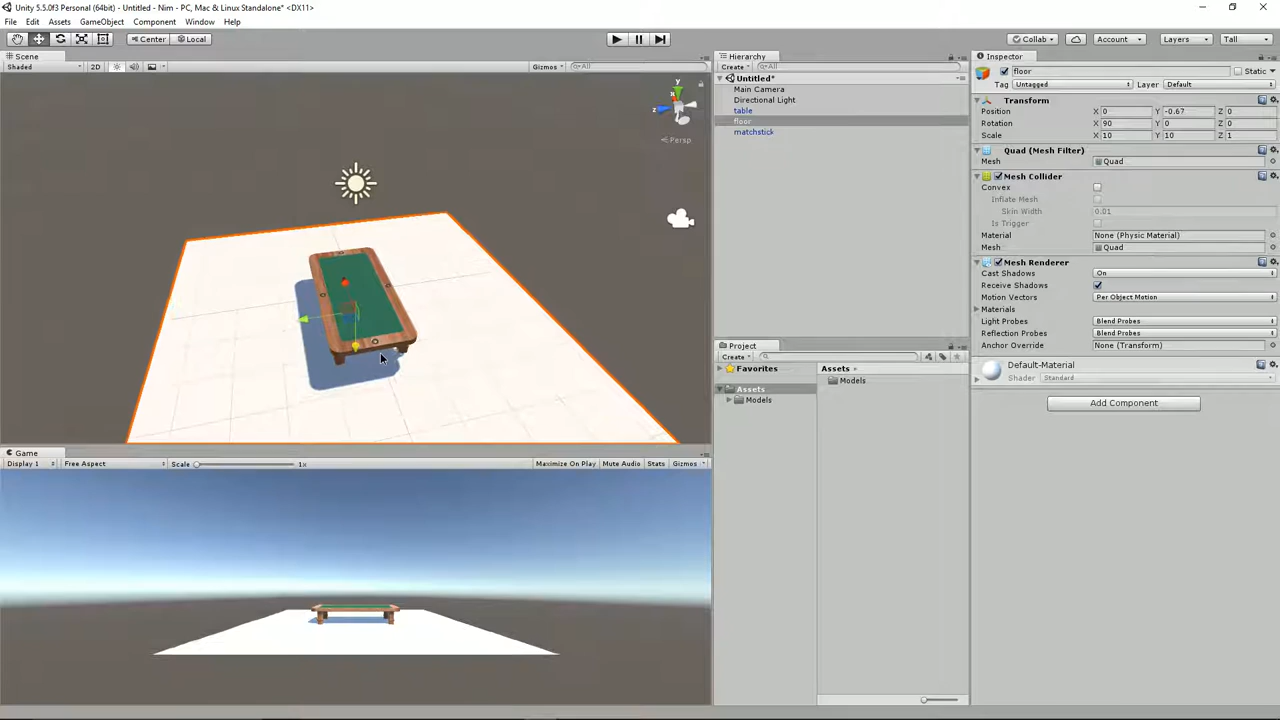 Unity 5.5.0f3 Personal (64bit) - Untitled - Nim - PC, Mac & Linux Standalone* <DX11>
File Edit Assets GameObject Component Window Help
Center Local Collab Account Layers Tall
Scene
Shaded 2D Gizmos All
y
x
z
Persp
Game
Display 1 Free Aspect Scale 1x Maximize On Play Mute Audio Stats Gizmos
Hierarchy
Create All
Untitled*
Main Camera
Directional Light
table
floor
matchstick
Project
Create
Favorites
Assets
Models
Assets
Models
Inspector
floor Static
Tag Untagged Layer Default
Transform
Position X 0 Y -0.67 Z 0
Rotation X 90 Y 0 Z 0
Scale X 10 Y 10 Z 1
Quad (Mesh Filter)
Mesh Quad
Mesh Collider
Convex
Inflate Mesh
Skin Width 0.01
Is Trigger
Material None (Physic Material)
Mesh Quad
Mesh Renderer
Cast Shadows On
Receive Shadows
Motion Vectors Per Object Motion
Materials
Light Probes Blend Probes
Reflection Probes Blend Probes
Anchor Override None (Transform)
Default-Material
Shader Standard
Add Component